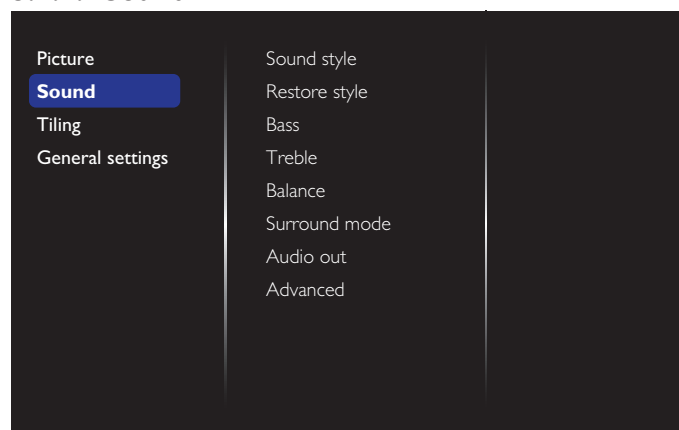 Picture
Sound
Tiling
General settings
Sound style
Restore style
Bass
Treble
Balance
Surround mode
Audio out
Advanced